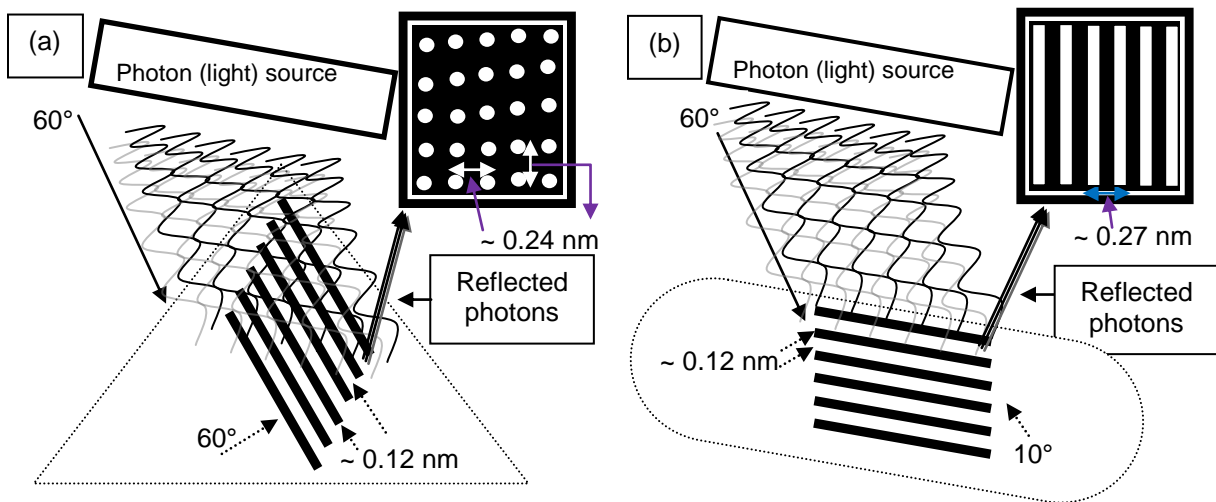 (a)
Photon (light) source
60°
~ 0.24 nm
Reflected
photons
60°
~ 0.12 nm
(b)
Photon (light) source
60°
~ 0.27 nm
Reflected
photons
~ 0.12 nm
10°